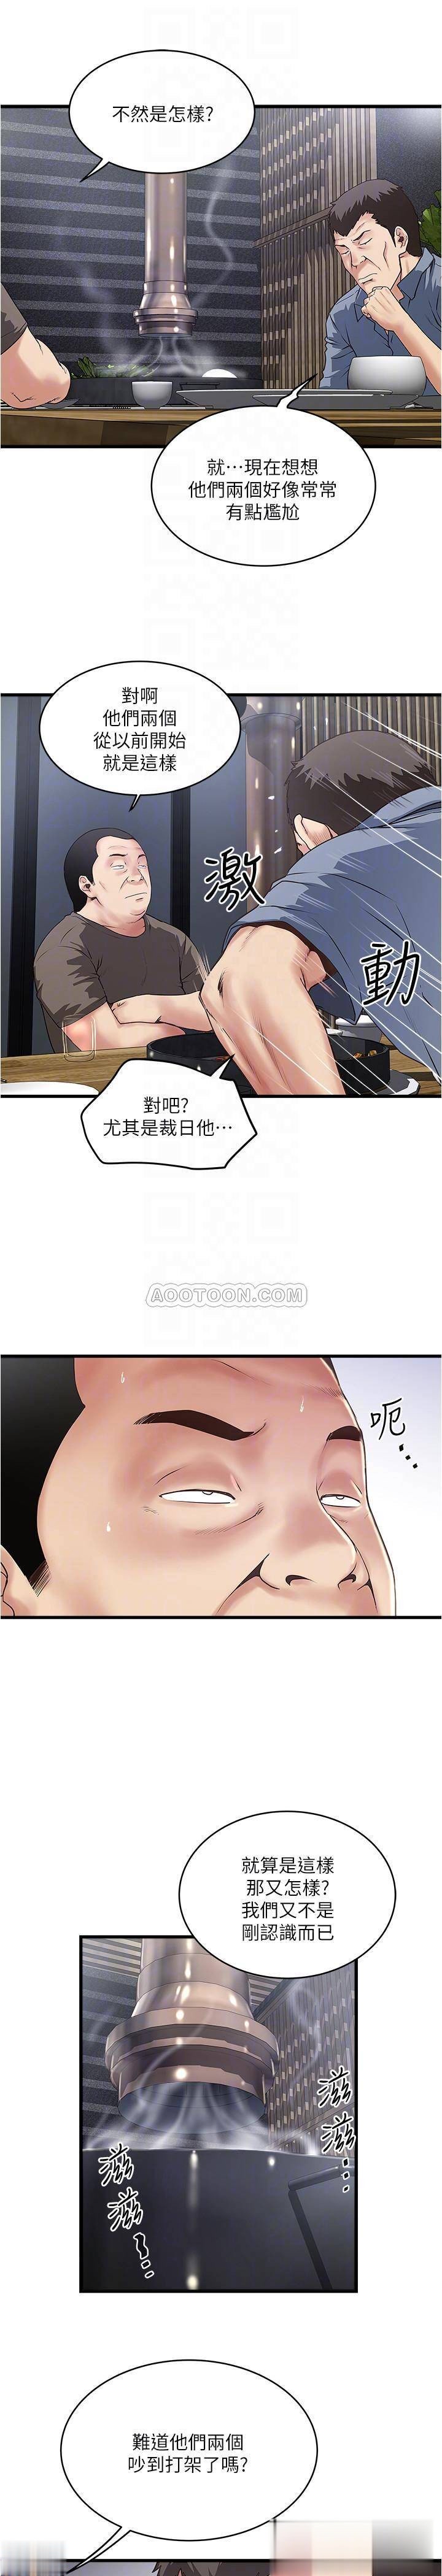 不然是怎樣?
就…現在想想
他們兩個好像常常
有點尷尬
對啊
他們兩個
從以前開始
就是這樣
激
動
對吧?
尤其是裁日他…
AOOTOON.COM
呃…
就算是這樣
那又怎樣?
我們又不是
剛認識而已
滋
滋…
滋
滋…
難道他們兩個
吵到打架了嗎?